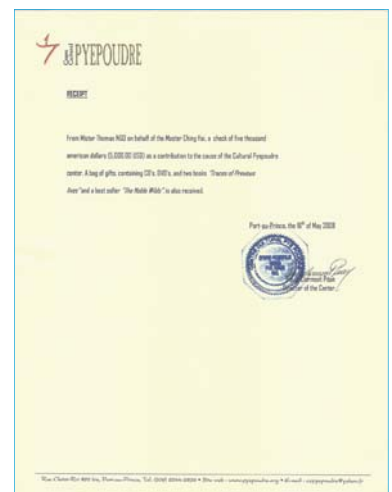 PYEPOUDRE
RECEIPT
From Mister Thomas NGO on behalf of the Master Ching Hai, a check of five thousand
american dollars (5,000.00 USD) as a contribution to the cause of the Cultural Pyepoudre
center. A bag of gifts, containing CD's, DVD's, and two books "Traces of Previous
lives" and a best seller "The Noble Wilds" is also received.
Port-au-Prince, the of May 2008
Clermont
Director of the Center